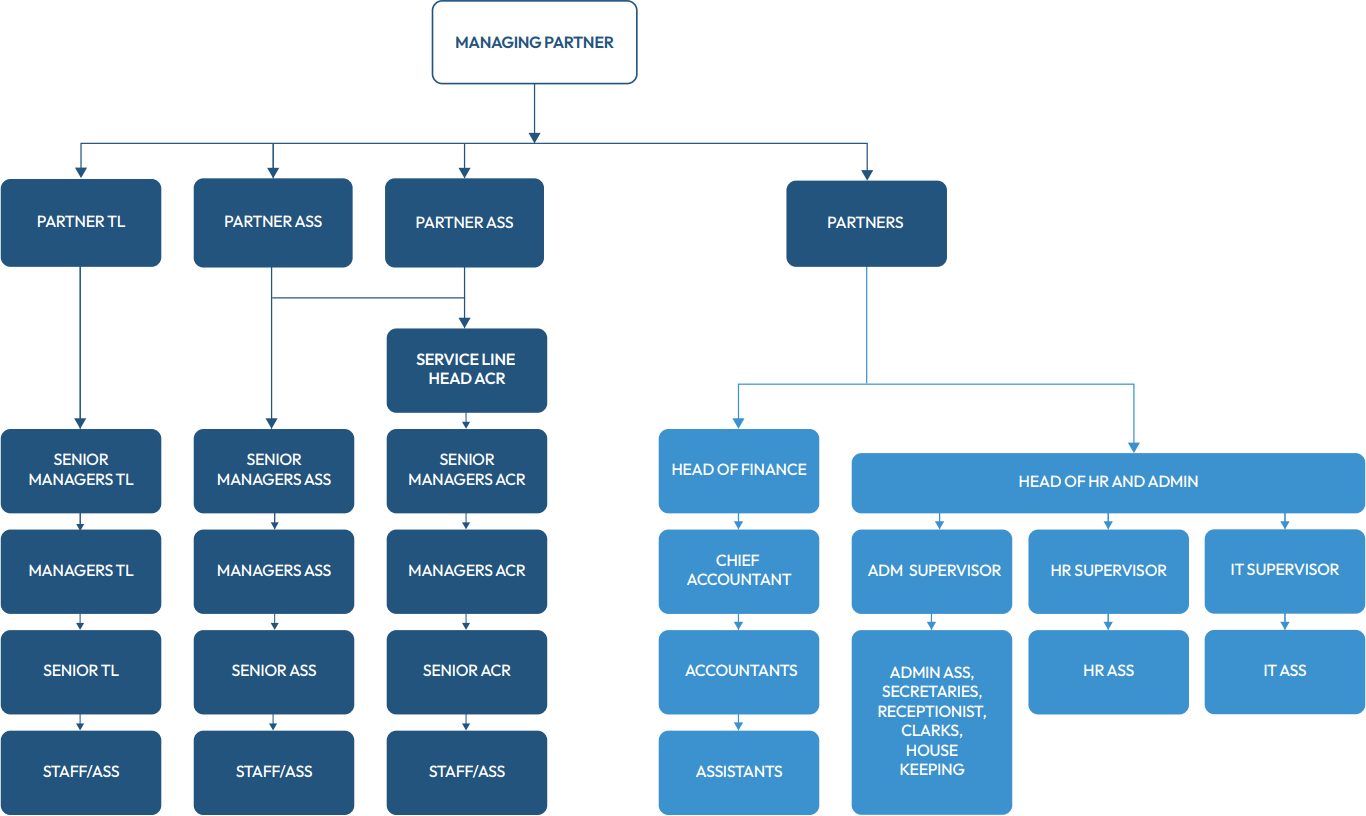 MANAGING PARTNER
PARTNER TL
PARTNER ASS
PARTNER ASS
PARTNERS
SERVICE LINE
HEAD ACR
SENIOR
MANAGERS TL
SENIOR
MANAGERS ASS
SENIOR
MANAGERS ACR
HEAD OF FINANCE
HEAD OF HR AND ADMIN
MANAGERS TL
MANAGERS ASS
MANAGERS ACR
CHIEF
ACCOUNTANT
ADM SUPERVISOR
HR SUPERVISOR
IT SUPERVISOR
SENIOR TL
SENIOR ASS
SENIOR ACR
ACCOUNTANTS
ADMIN ASS,
SECRETARIES,
RECEPTIONIST,
CLARKS,
HOUSE
KEEPING
HR ASS
IT ASS
STAFF/ASS
STAFF/ASS
STAFF/ASS
ASSISTANTS